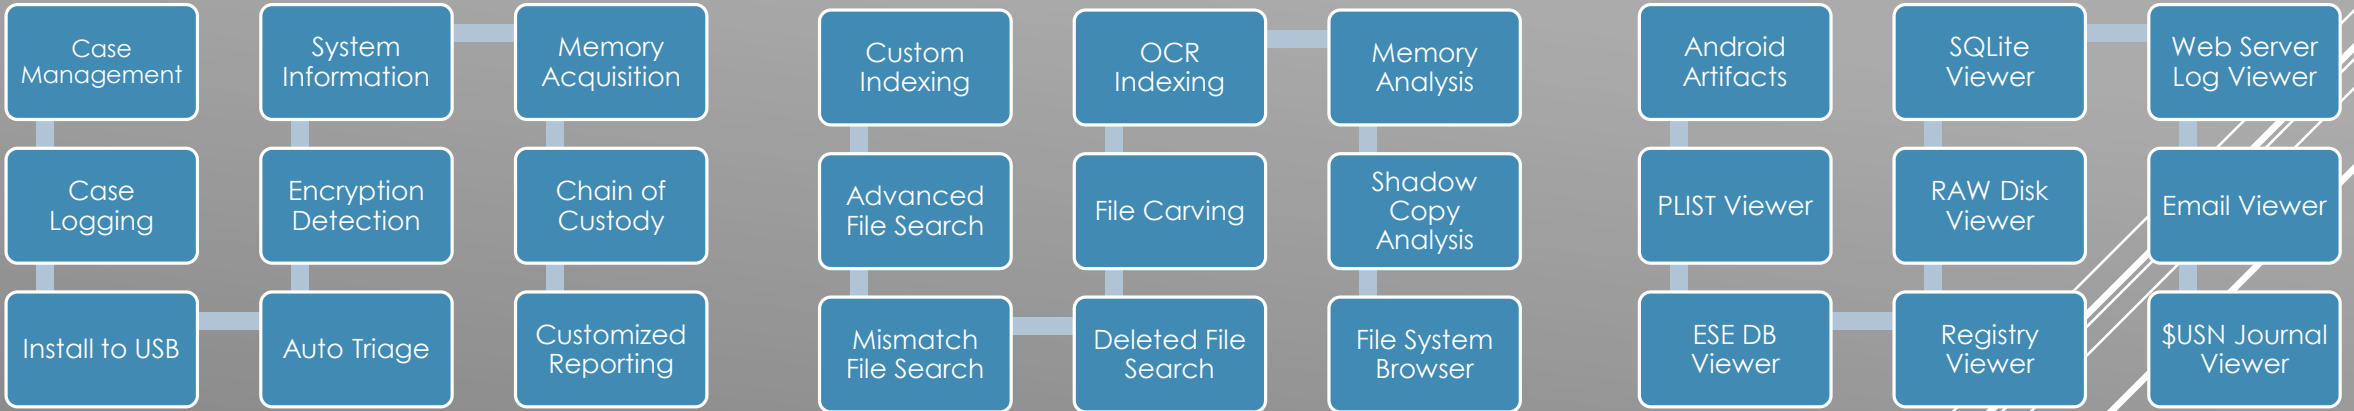 Case
Management
Case
Logging
Install to USB
Auto Triage
Encryption
Detection
System
Information
Memory
Acquisition
Chain of
Custody
Customized
Reporting
Custom
Indexing
Advanced
File Search
Mismatch
File Search
Deleted File
Search
File Carving
OCR
Indexing
Memory
Analysis
Shadow
Copy
Analysis
File System
Browser
Android
Artifacts
PLIST Viewer
ESE DB
Viewer
Registry
Viewer
RAW Disk
Viewer
SQLite
Viewer
Web Server
Log Viewer
Email Viewer
$USN Journal
Viewer